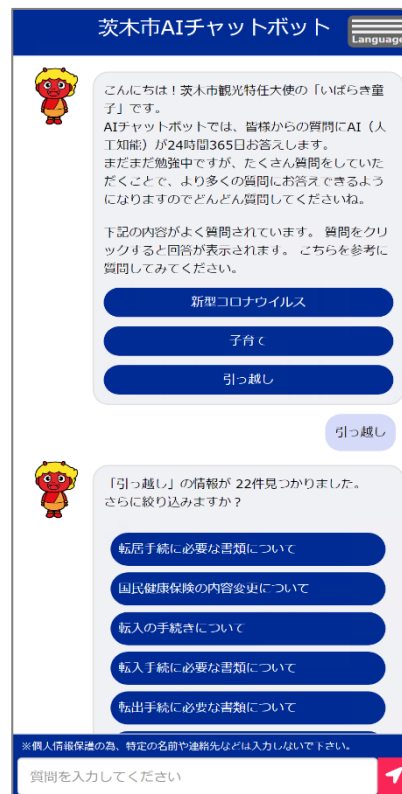 茨木市AIチャットボット
Language
こんにちは！茨木市観光特任大使の「いばらき童
子」です。
AIチャットボットでは、皆様からの質問にAI（人
工知能）が24時間365日お答えします。
まだまだ勉強中ですが、たくさん質問をしていた
だくことで、より多くの質問にお答えできるよう
になりますのでどんどん質問してくださいね。
下記の内容がよく質問されています。 質問をクリ
ックすると回答が表示されます。 こちらを参考に
質問してみてください。
新型コロナウイルス
子育て
引っ越し
引っ越し
「引っ越し」の情報が 22件見つかりました。
さらに絞り込みますか？
転居手続に必要な書類について
国民健康保険の内容変更について
転入の手続きについて
転入手続に必要な書類について
転出手続に必要な書類について
※個人情報保護の為、特定の名前や連絡先などは入力しないで下さい。
質問を入力してください